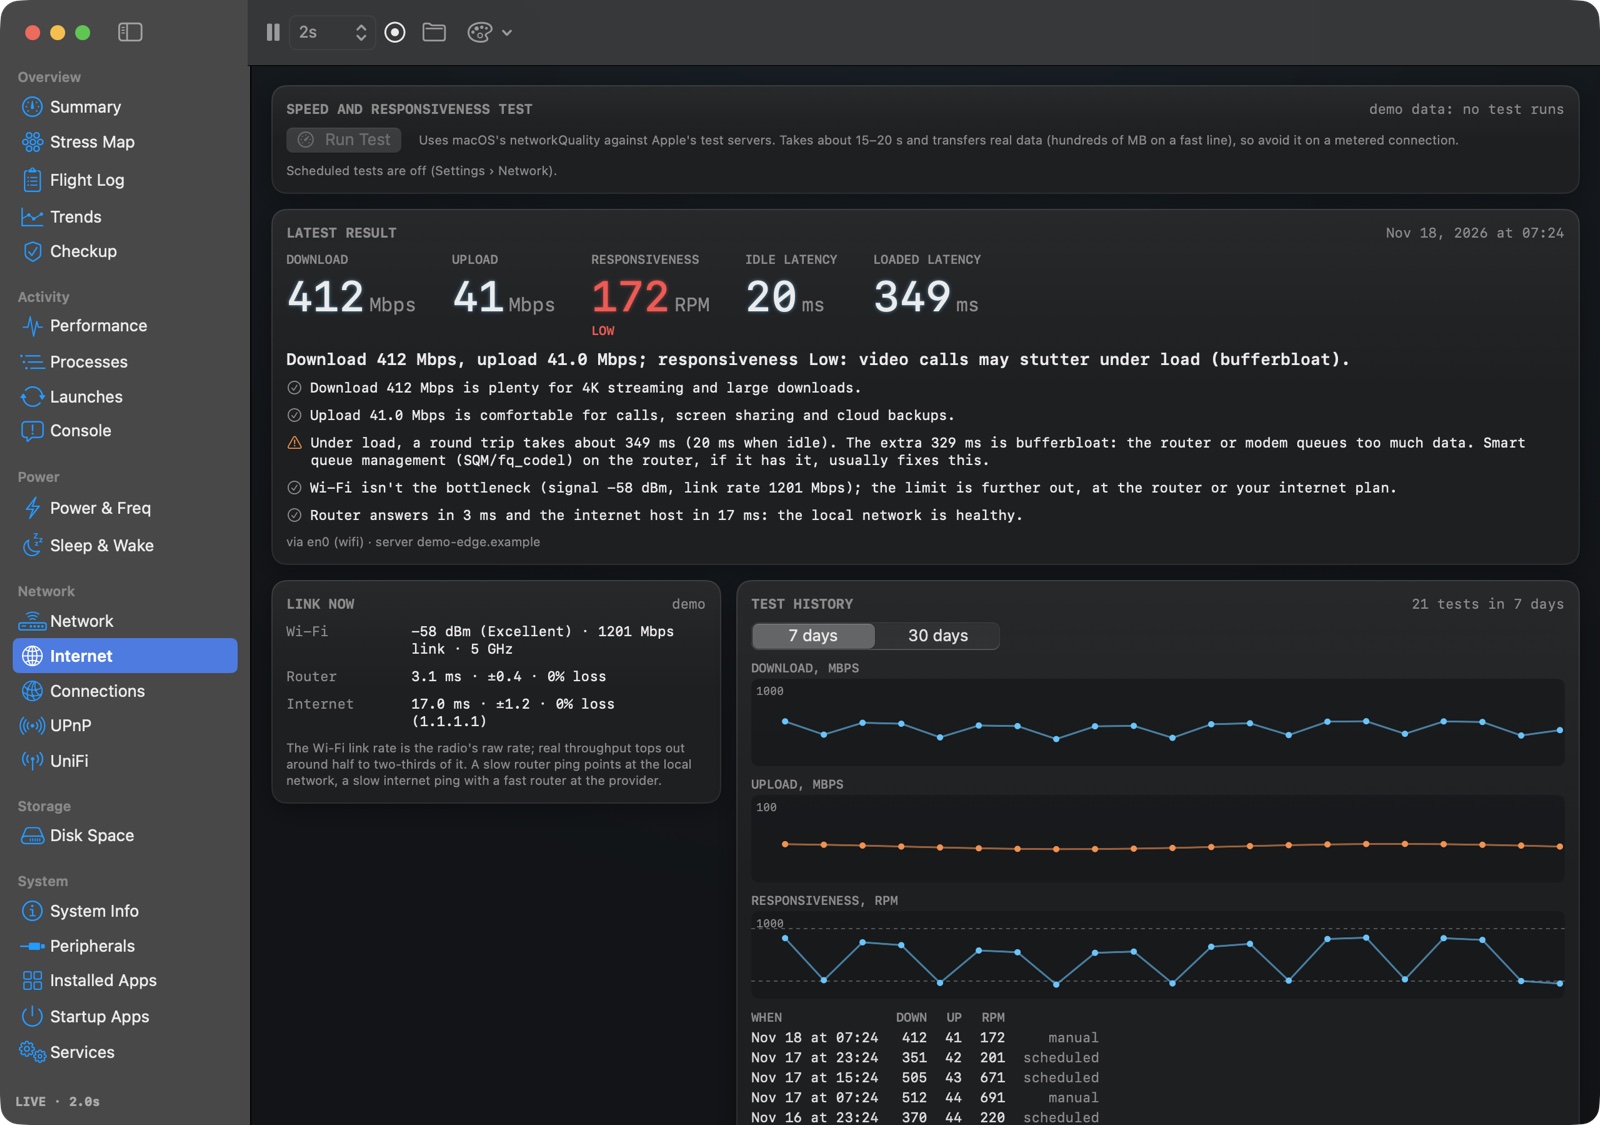 2s
Overview
Summary
Stress Map
Flight Log
Trends
Checkup
Activity
Performance
Processes
Launches
Console
Power
Power & Freq
Sleep & Wake
Network
Network
Internet
Connections
UPnP
UniFi
Storage
Disk Space
System
System Info
Peripherals
Installed Apps
Startup Apps
Services
LIVE · 2.0s
SPEED AND RESPONSIVENESS TEST
demo data: no test runs
Run Test
Uses macOS's networkQuality against Apple's test servers. Takes about 15–20 s and transfers real data (hundreds of MB on a fast line), so avoid it on a metered connection.
Scheduled tests are off (Settings › Network).
LATEST RESULT
Nov 18, 2026 at 07:24
DOWNLOAD UPLOAD RESPONSIVENESS IDLE LATENCY LOADED LATENCY
412 Mbps 41 Mbps 172 RPM 20 ms 349 ms
LOW
Download 412 Mbps, upload 41.0 Mbps; responsiveness Low: video calls may stutter under load (bufferbloat).
Download 412 Mbps is plenty for 4K streaming and large downloads.
Upload 41.0 Mbps is comfortable for calls, screen sharing and cloud backups.
Under load, a round trip takes about 349 ms (20 ms when idle). The extra 329 ms is bufferbloat: the router or modem queues too much data. Smart
queue management (SQM/fq_codel) on the router, if it has it, usually fixes this.
Wi-Fi isn't the bottleneck (signal −58 dBm, link rate 1201 Mbps); the limit is further out, at the router or your internet plan.
Router answers in 3 ms and the internet host in 17 ms: the local network is healthy.
via en0 (wifi) · server demo-edge.example
LINK NOW
demo
Wi-Fi −58 dBm (Excellent) · 1201 Mbps
link · 5 GHz
Router 3.1 ms · ±0.4 · 0% loss
Internet 17.0 ms · ±1.2 · 0% loss
(1.1.1.1)
The Wi-Fi link rate is the radio's raw rate; real throughput tops out
around half to two-thirds of it. A slow router ping points at the local
network, a slow internet ping with a fast router at the provider.
TEST HISTORY
21 tests in 7 days
7 days 30 days
DOWNLOAD, MBPS
1000
UPLOAD, MBPS
100
RESPONSIVENESS, RPM
1000
WHEN DOWN UP RPM
Nov 18 at 07:24 412 41 172 manual
Nov 17 at 23:24 351 42 201 scheduled
Nov 17 at 15:24 505 43 671 scheduled
Nov 17 at 07:24 512 44 691 manual
Nov 16 at 23:24 370 44 220 scheduled